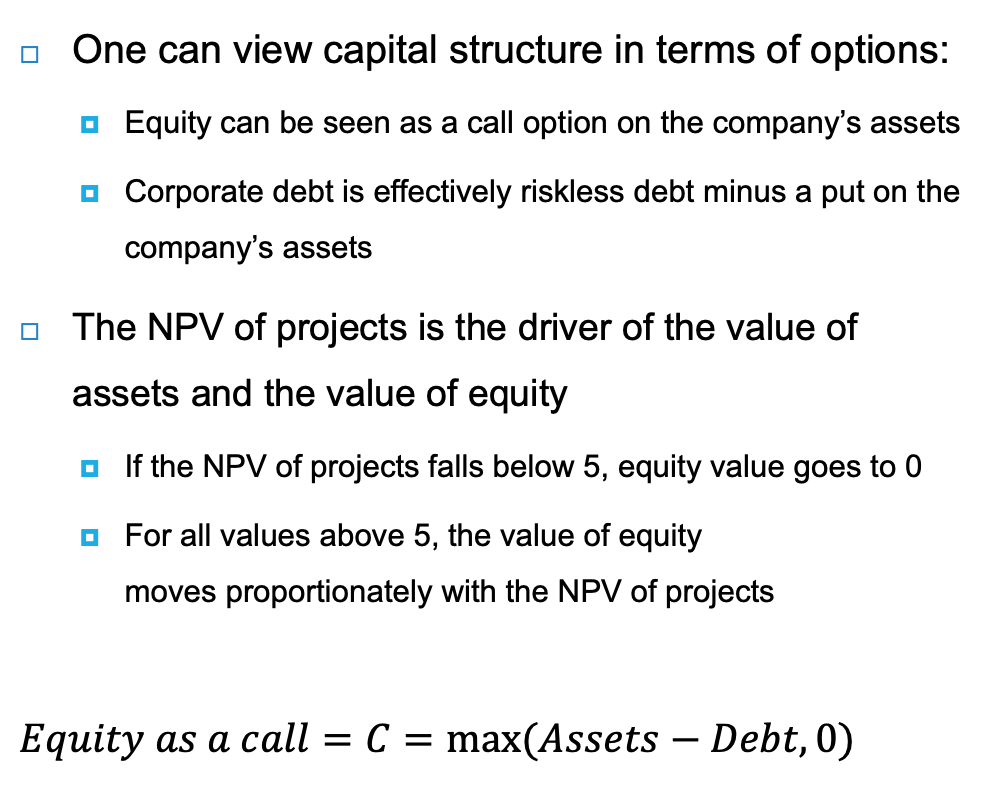 One can view capital structure in terms of options:
Equity can be seen as a call option on the company’s assets
Corporate debt is effectively riskless debt minus a put on the
company’s assets
The NPV of projects is the driver of the value of
assets and the value of equity
If the NPV of projects falls below 5, equity value goes to 0
For all values above 5, the value of equity
moves proportionately with the NPV of projects
Equity as a call = C = max(Assets − Debt, 0)